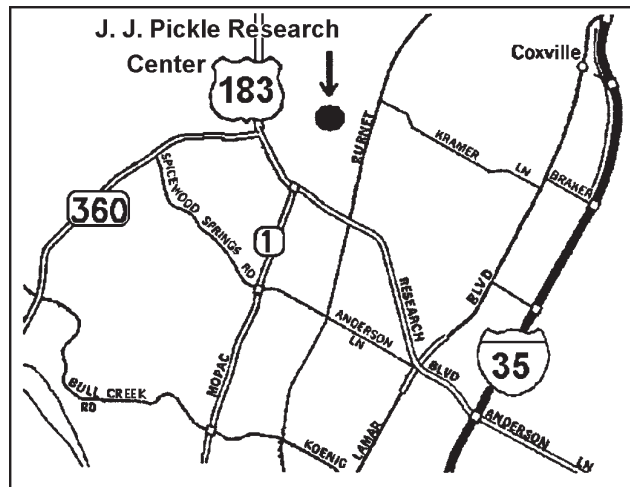 J. J. Pickle Research
Center
183
Coxville
BURNET
KRAMER
LN
BRAKER
SPICEWOOD SPRINGS
RD
360
1
RESEARCH
BLVD
BLVD
ANDERSON
LN
35
MOPAC
BULL CREEK
RD
KOENIG
LAMAR
ANDERSON
LN